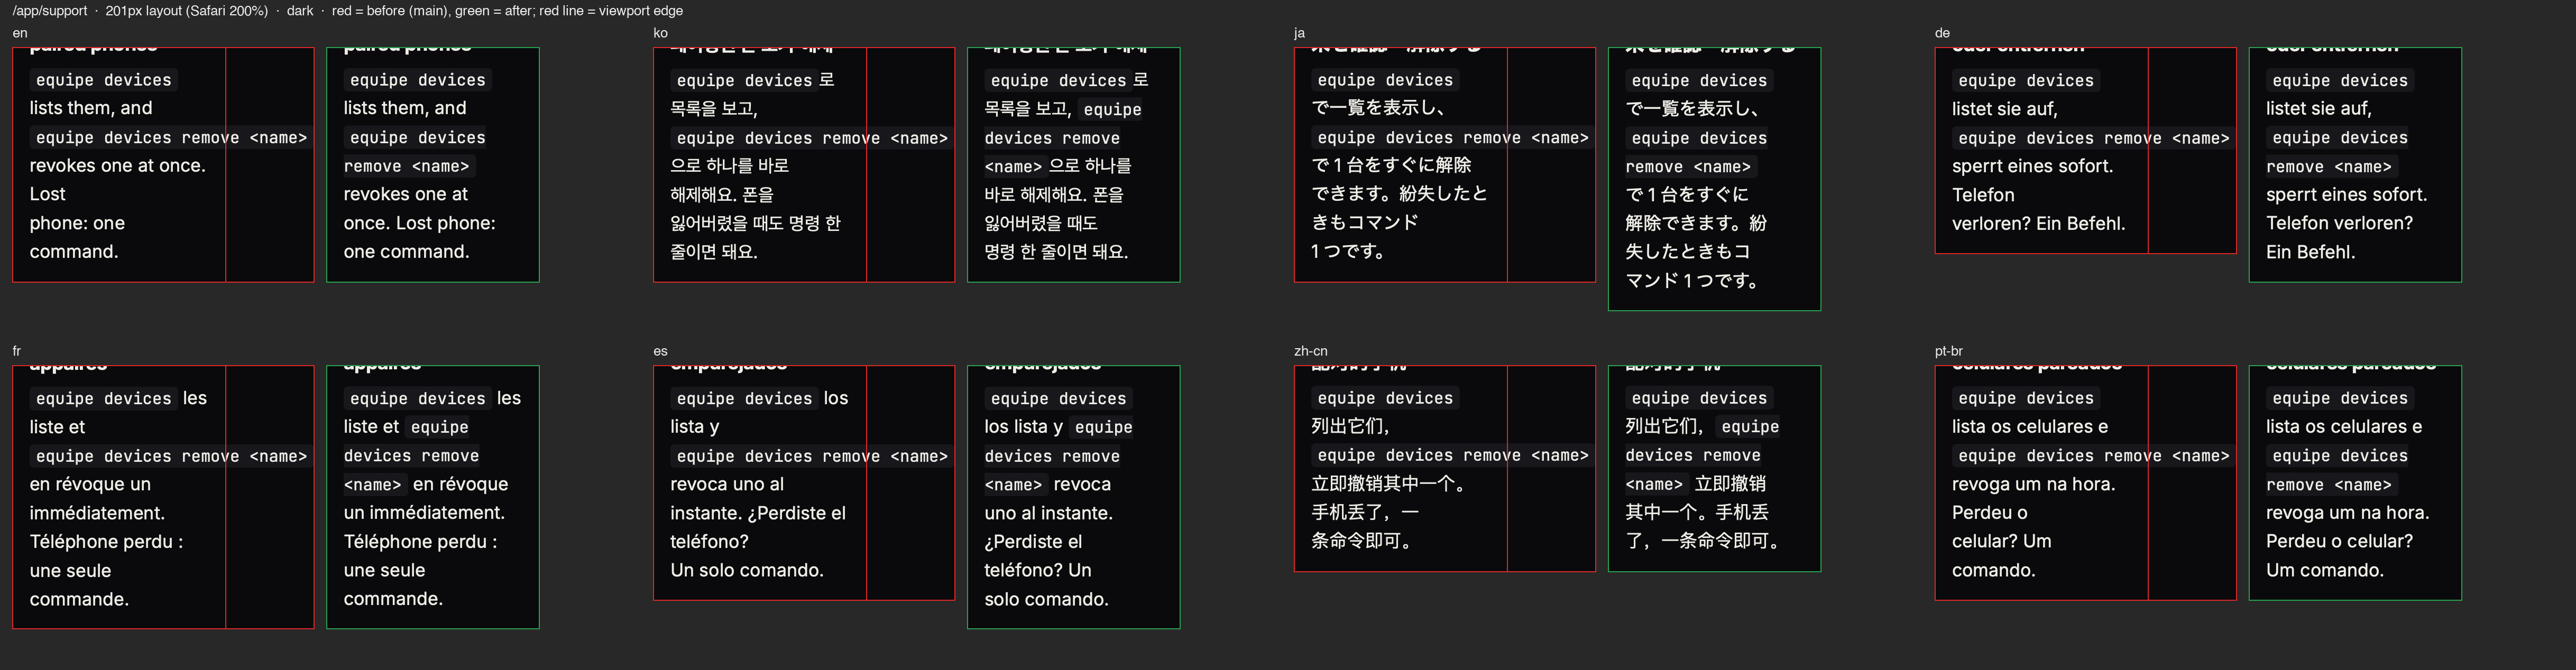 /app/support · 201px layout (Safari 200%) · dark · red = before (main), green = after; red line = viewport edge
en
equipe devices
lists them, and
equipe devices remove <name>
revokes one at once.
Lost
phone: one
command.
equipe devices
lists them, and
equipe devices
remove <name>
revokes one at
once. Lost phone:
one command.
ko
equipe devices로
목록을 보고,
equipe devices remove <name>
으로 하나를 바로
해제해요. 폰을
잃어버렸을 때도 명령 한
줄이면 돼요.
equipe devices로
목록을 보고, equipe
devices remove
<name>으로 하나를
바로 해제해요. 폰을
잃어버렸을 때도
명령 한 줄이면 돼요.
ja
equipe devices
で一覧を表示し、
equipe devices remove <name>
で1台をすぐに解除
できます。紛失したと
きもコマンド
1つです。
equipe devices
で一覧を表示し、
equipe devices
remove <name>
で1台をすぐに
解除できます。紛
失したときもコ
マンド1つです。
de
equipe devices
listet sie auf,
equipe devices remove <name>
sperrt eines sofort.
Telefon
verloren? Ein Befehl.
equipe devices
listet sie auf,
equipe devices
remove <name>
sperrt eines sofort.
Telefon verloren?
Ein Befehl.
fr
equipe devices les
liste et
equipe devices remove <name>
en révoque un
immédiatement.
Téléphone perdu :
une seule
commande.
equipe devices les
liste et equipe
devices remove
<name> en révoque
un immédiatement.
Téléphone perdu :
une seule
commande.
es
equipe devices los
lista y
equipe devices remove <name>
revoca uno al
instante. ¿Perdiste el
teléfono?
Un solo comando.
equipe devices
los lista y equipe
devices remove
<name> revoca
uno al instante.
¿Perdiste el
teléfono? Un
solo comando.
zh-cn
equipe devices
列出它们，
equipe devices remove <name>
立即撤销其中一个。
手机丢了，一
条命令即可。
equipe devices
列出它们， equipe
devices remove
<name> 立即撤销
其中一个。手机丢
了，一条命令即可。
pt-br
equipe devices
lista os celulares e
equipe devices remove <name>
revoga um na hora.
Perdeu o
celular? Um
comando.
equipe devices
lista os celulares e
equipe devices
remove <name>
revoga um na hora.
Perdeu o celular?
Um comando.